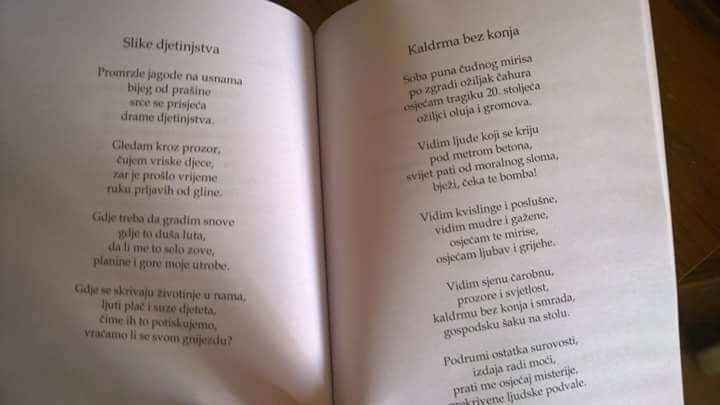 Slike djetinjstva
Promrzle jagode na usnama
bijeg od prašine
srce se prisjeća
drame djetinjstva.
Gledam kroz prozor,
čujem vriske djece,
zar je prošlo vrijeme
ruku prljavih od gline.
Gdje treba da gradim snove
gdje to duša luta,
da li me to selo zove,
planine i gore moje utrobe.
Gdje se skrivaju životinje u nama,
ljuti plač i suze djeteta,
čime ih to potiskujemo,
vraćamo li se svom gnijezdu?
Kaldrma bez konja
Soba puna čudnog mirisa
po zgradi ožiljak čahura
osjećam tragiku 20. stoljeća
ožiljci oluja i gromova.
Vidim ljude koji se kriju
pod metrom betona,
svijet pati od moralnog sloma,
bježi, čeka te bomba!
Vidim kvislinge i poslušne,
vidim mudre i gažene,
osjećam te mirise,
osjećam ljubav i grijehe.
Vidim sjenu čarobnu,
prozore i svjetlost,
kaldrmu bez konja i smrada,
gospodsku šaku na stolu.
Podrumi ostatka surovosti,
izdaja radi moći,
prati me osjećaj misterije,
prekrivene ljudske podvale.